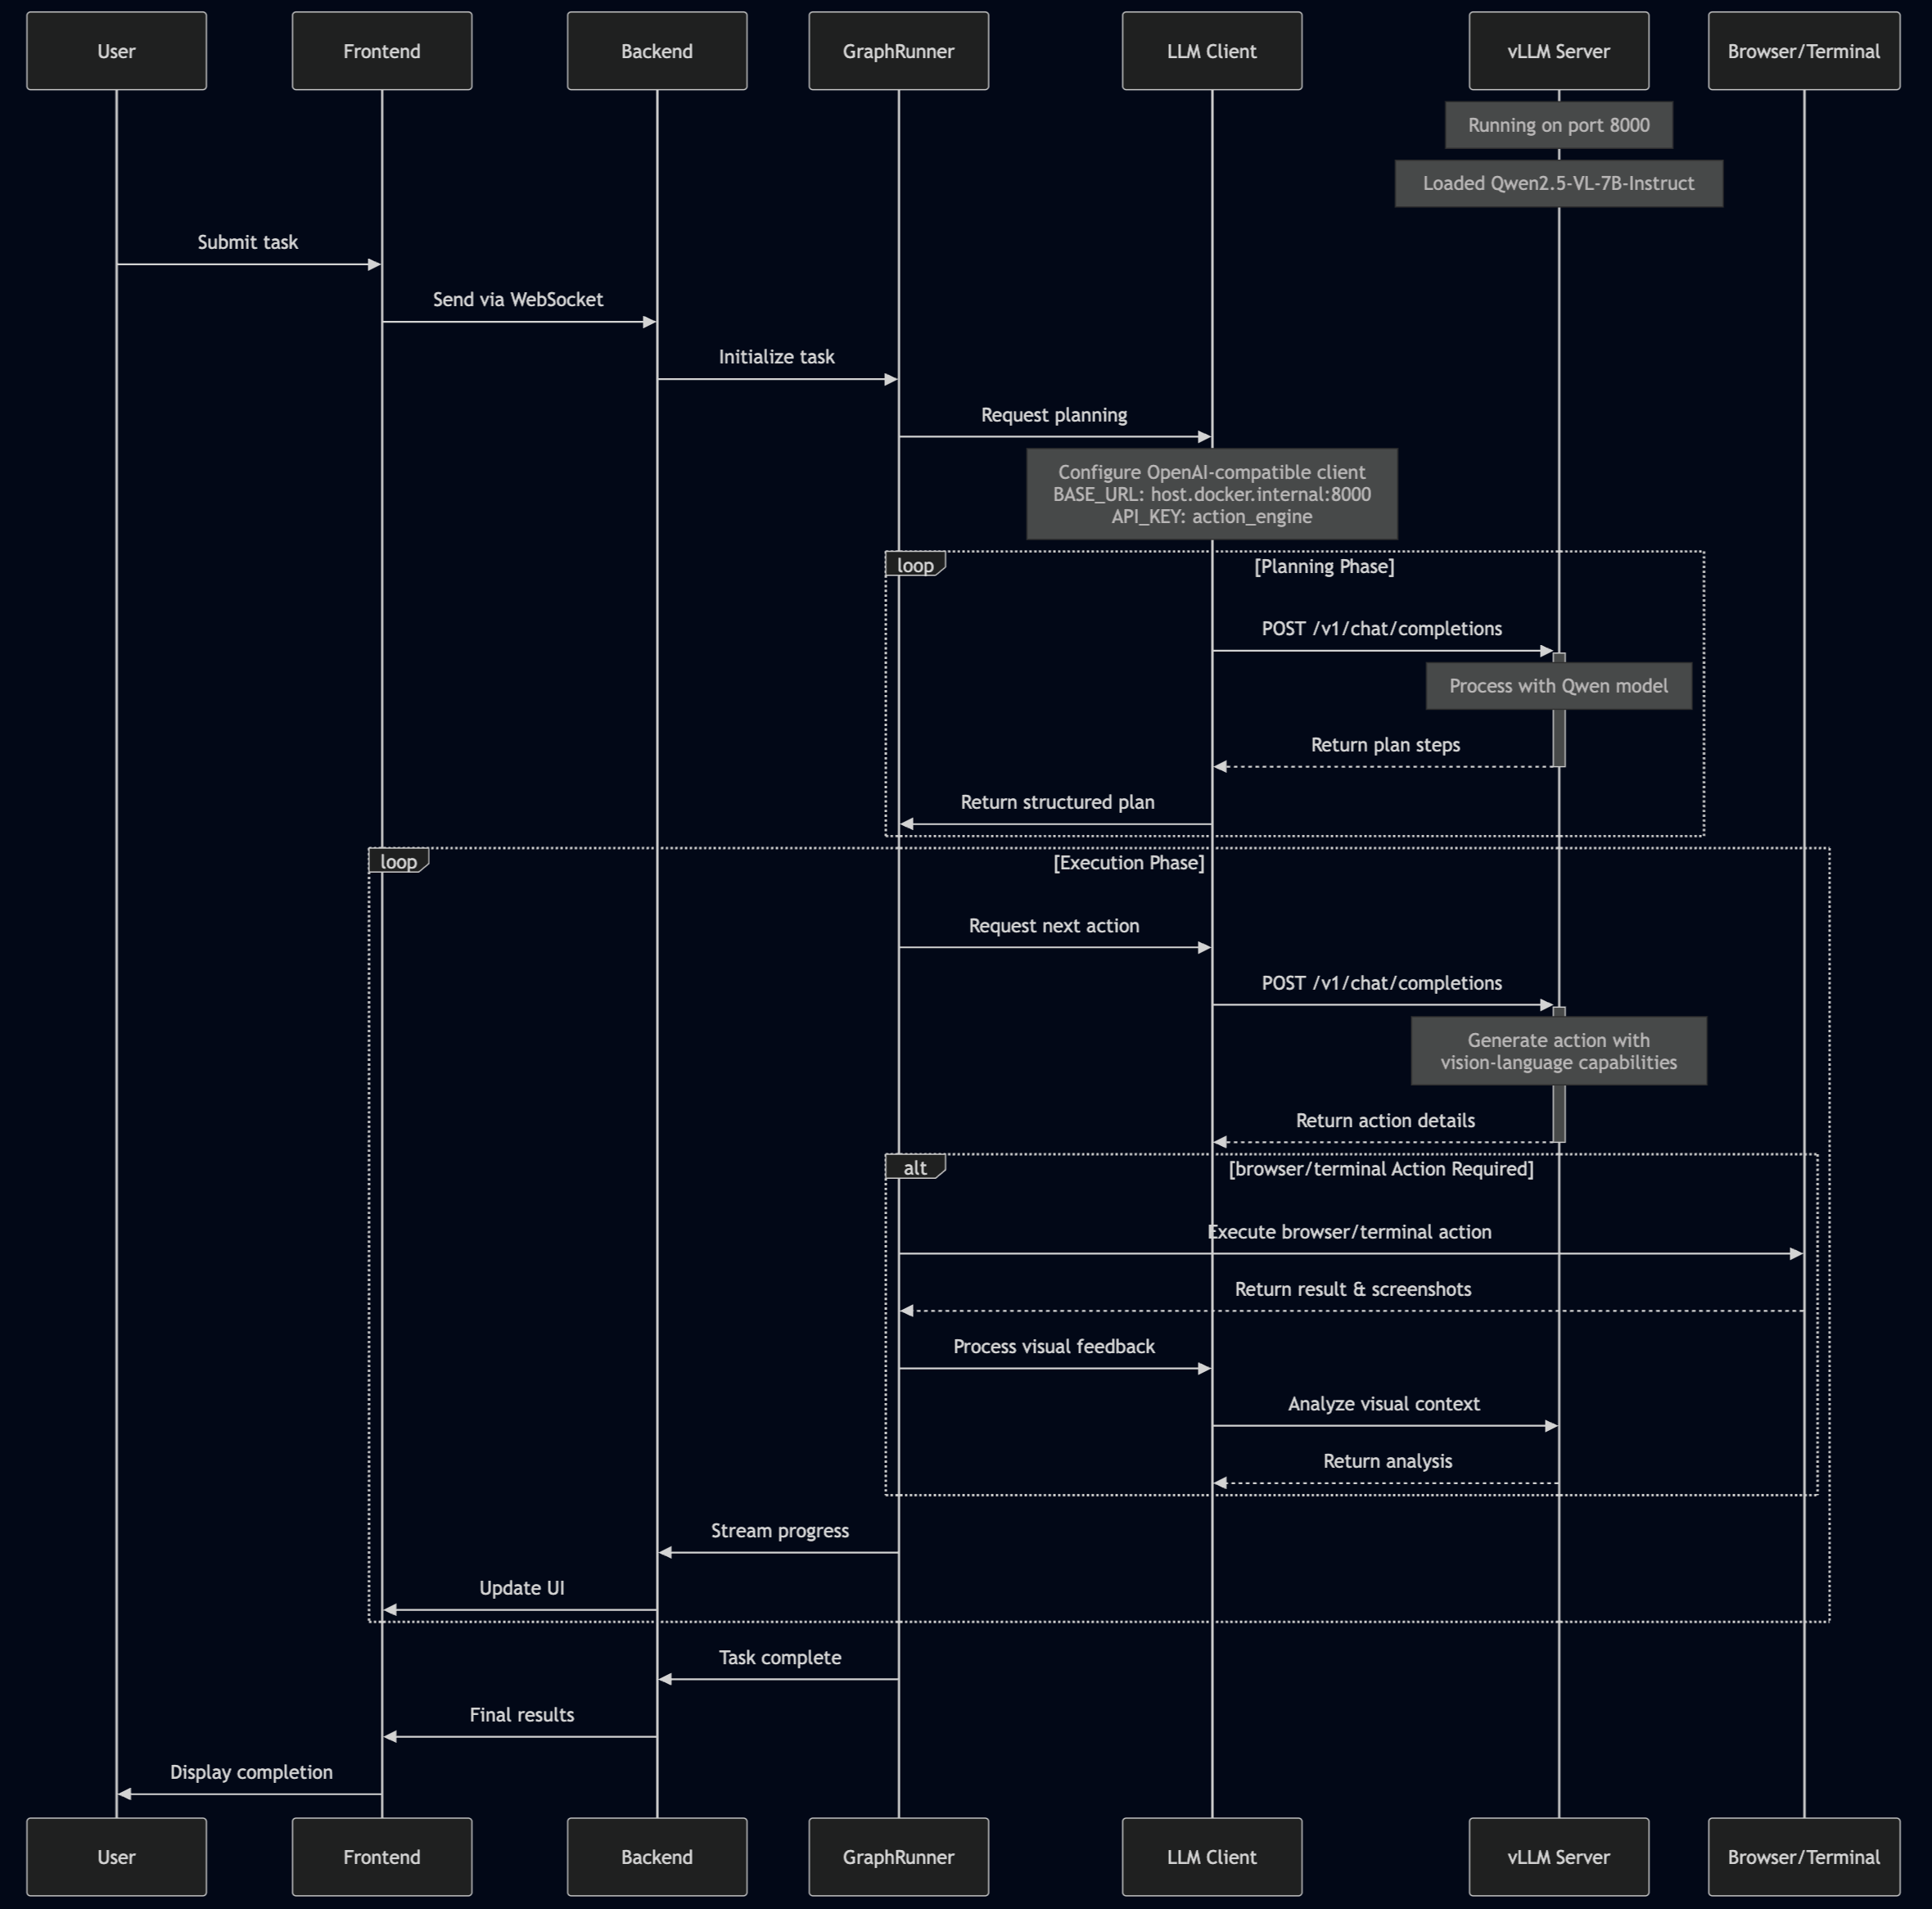 User
Frontend
Backend
GraphRunner
LLM Client
vLLM Server
Browser/Terminal
Running on port 8000
Loaded Qwen2.5-VL-7B-Instruct
Submit task
Send via WebSocket
Initialize task
Request planning
Configure OpenAI-compatible client
BASE_URL: host.docker.internal:8000
API_KEY: action_engine
loop
[Planning Phase]
POST /v1/chat/completions
Process with Qwen model
Return plan steps
Return structured plan
loop
[Execution Phase]
Request next action
POST /v1/chat/completions
Generate action with
vision-language capabilities
Return action details
alt
[browser/terminal Action Required]
Execute browser/terminal action
Return result & screenshots
Process visual feedback
Analyze visual context
Return analysis
Stream progress
Update UI
Task complete
Final results
Display completion
User
Frontend
Backend
GraphRunner
LLM Client
vLLM Server
Browser/Terminal